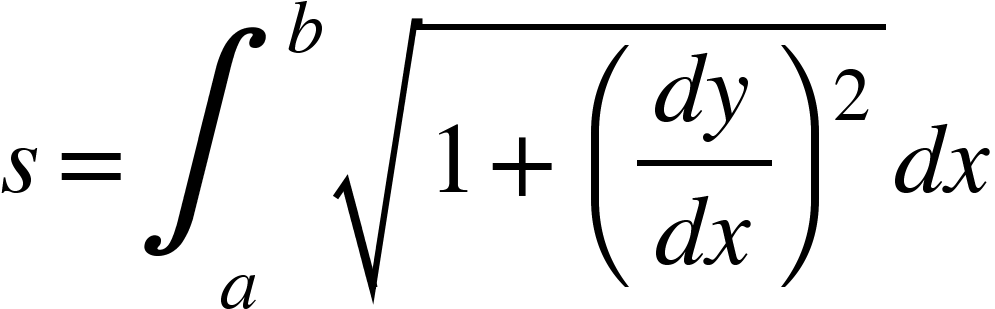 s = ∫_a^b √(1 + (dy/dx)^2) dx